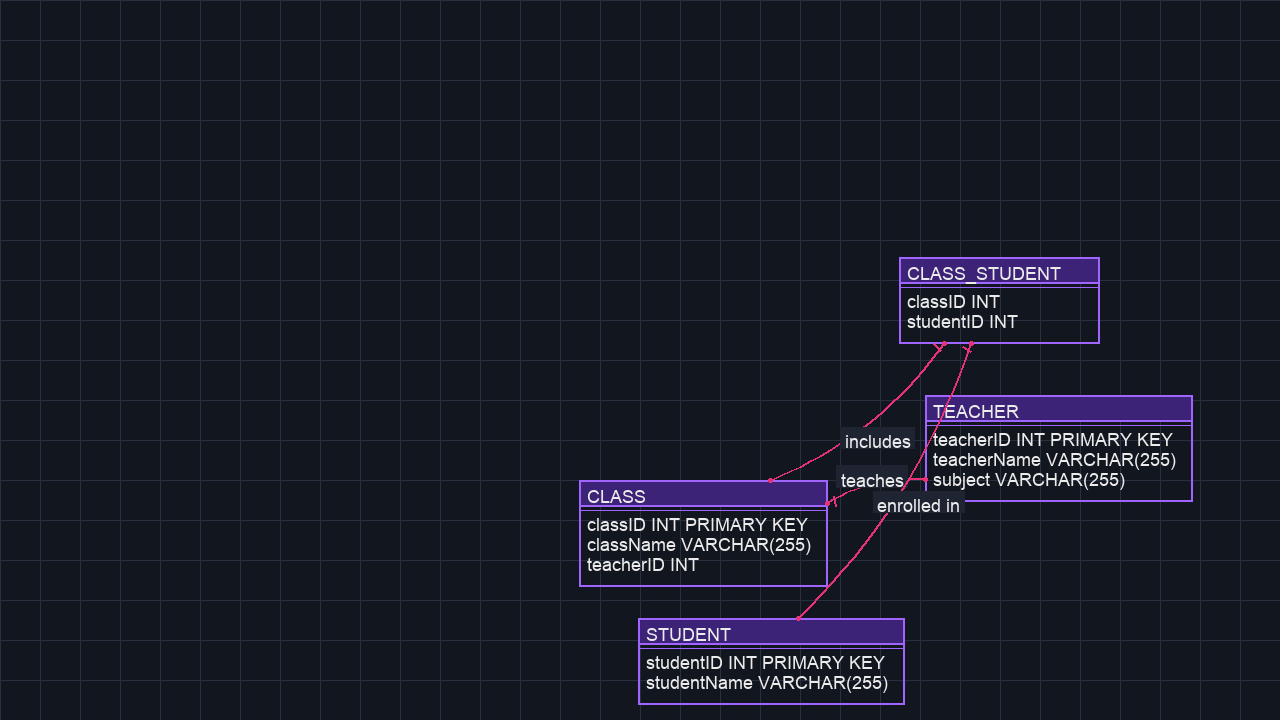 CLASS_STUDENT
classID INT
studentID INT
TEACHER
teacherID INT PRIMARY KEY
teacherName VARCHAR(255)
subject VARCHAR(255)
includes
teaches
enrolled in
CLASS
classID INT PRIMARY KEY
className VARCHAR(255)
teacherID INT
STUDENT
studentID INT PRIMARY KEY
studentName VARCHAR(255)